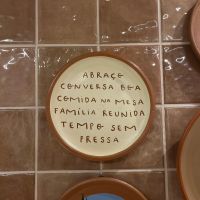 ABRAÇO
CONVERSA BOA
COMIDA NA MESA
FAMÍLIA REUNIDA
TEMPO SEM
PRESSA